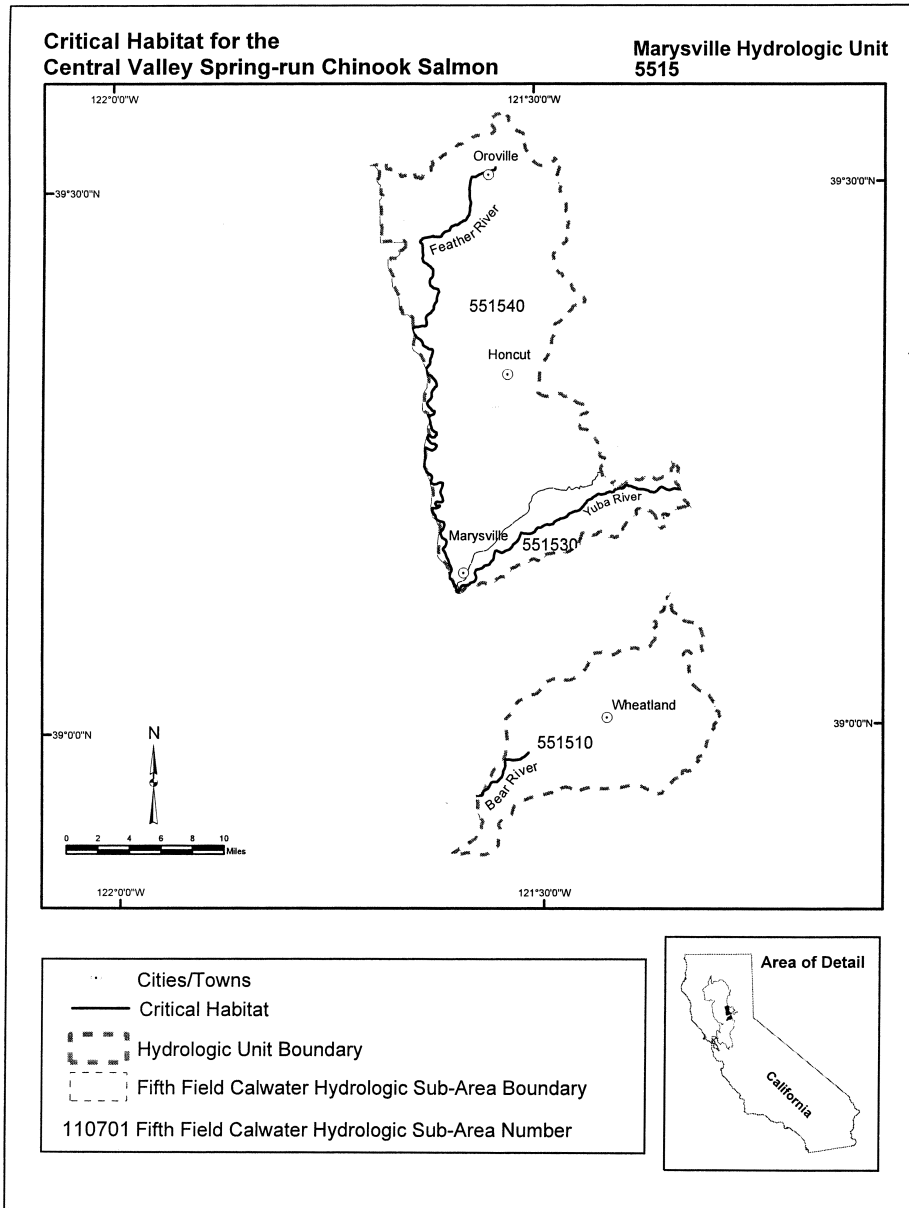 Critical Habitat for the
Central Valley Spring-run Chinook Salmon
Marysville Hydrologic Unit
5515
122°0'0"W
121°30'0"W
Oroville
39°30'0"N
39°30'0"N
Feather River
551540
Honcut
Yuba River
Marysville
551530
Wheatland
39°0'0"N
39°0'0"N
N
551510
Bear River
0 2 4 6 8 10
Miles
122°0'0"W
121°30'0"W
Cities/Towns
Critical Habitat
Hydrologic Unit Boundary
Fifth Field Calwater Hydrologic Sub-Area Boundary
110701 Fifth Field Calwater Hydrologic Sub-Area Number
Area of Detail
California